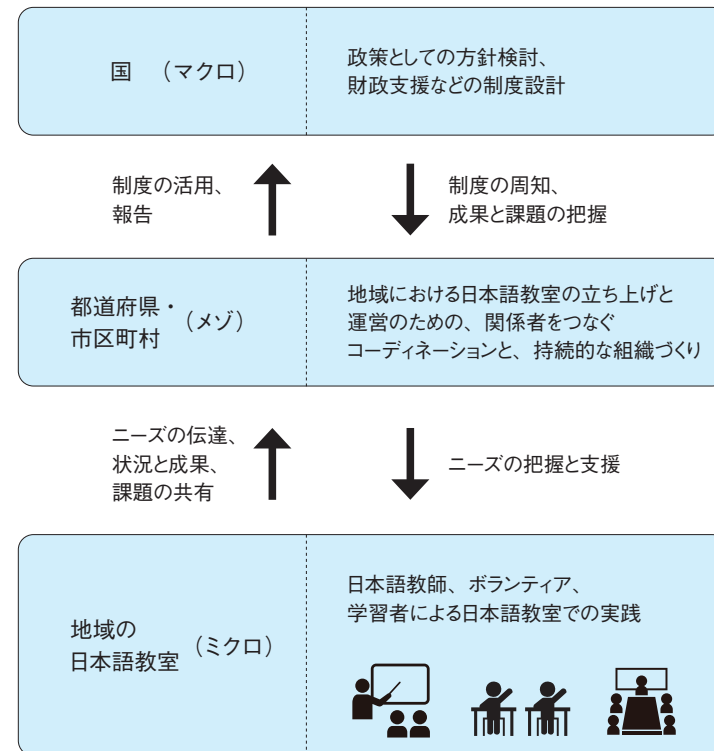 国　（マクロ）
政策としての方針検討、
財政支援などの制度設計
制度の活用、
報告
制度の周知、
成果と課題の把握
都道府県・
市区町村
（メゾ）
地域における日本語教室の立ち上げと
運営のための、関係者をつなぐ
コーディネーションと、持続的な組織づくり
ニーズの伝達、
状況と成果、
課題の共有
ニーズの把握と支援
地域の
日本語教室
（ミクロ）
日本語教師、ボランティア、
学習者による日本語教室での実践